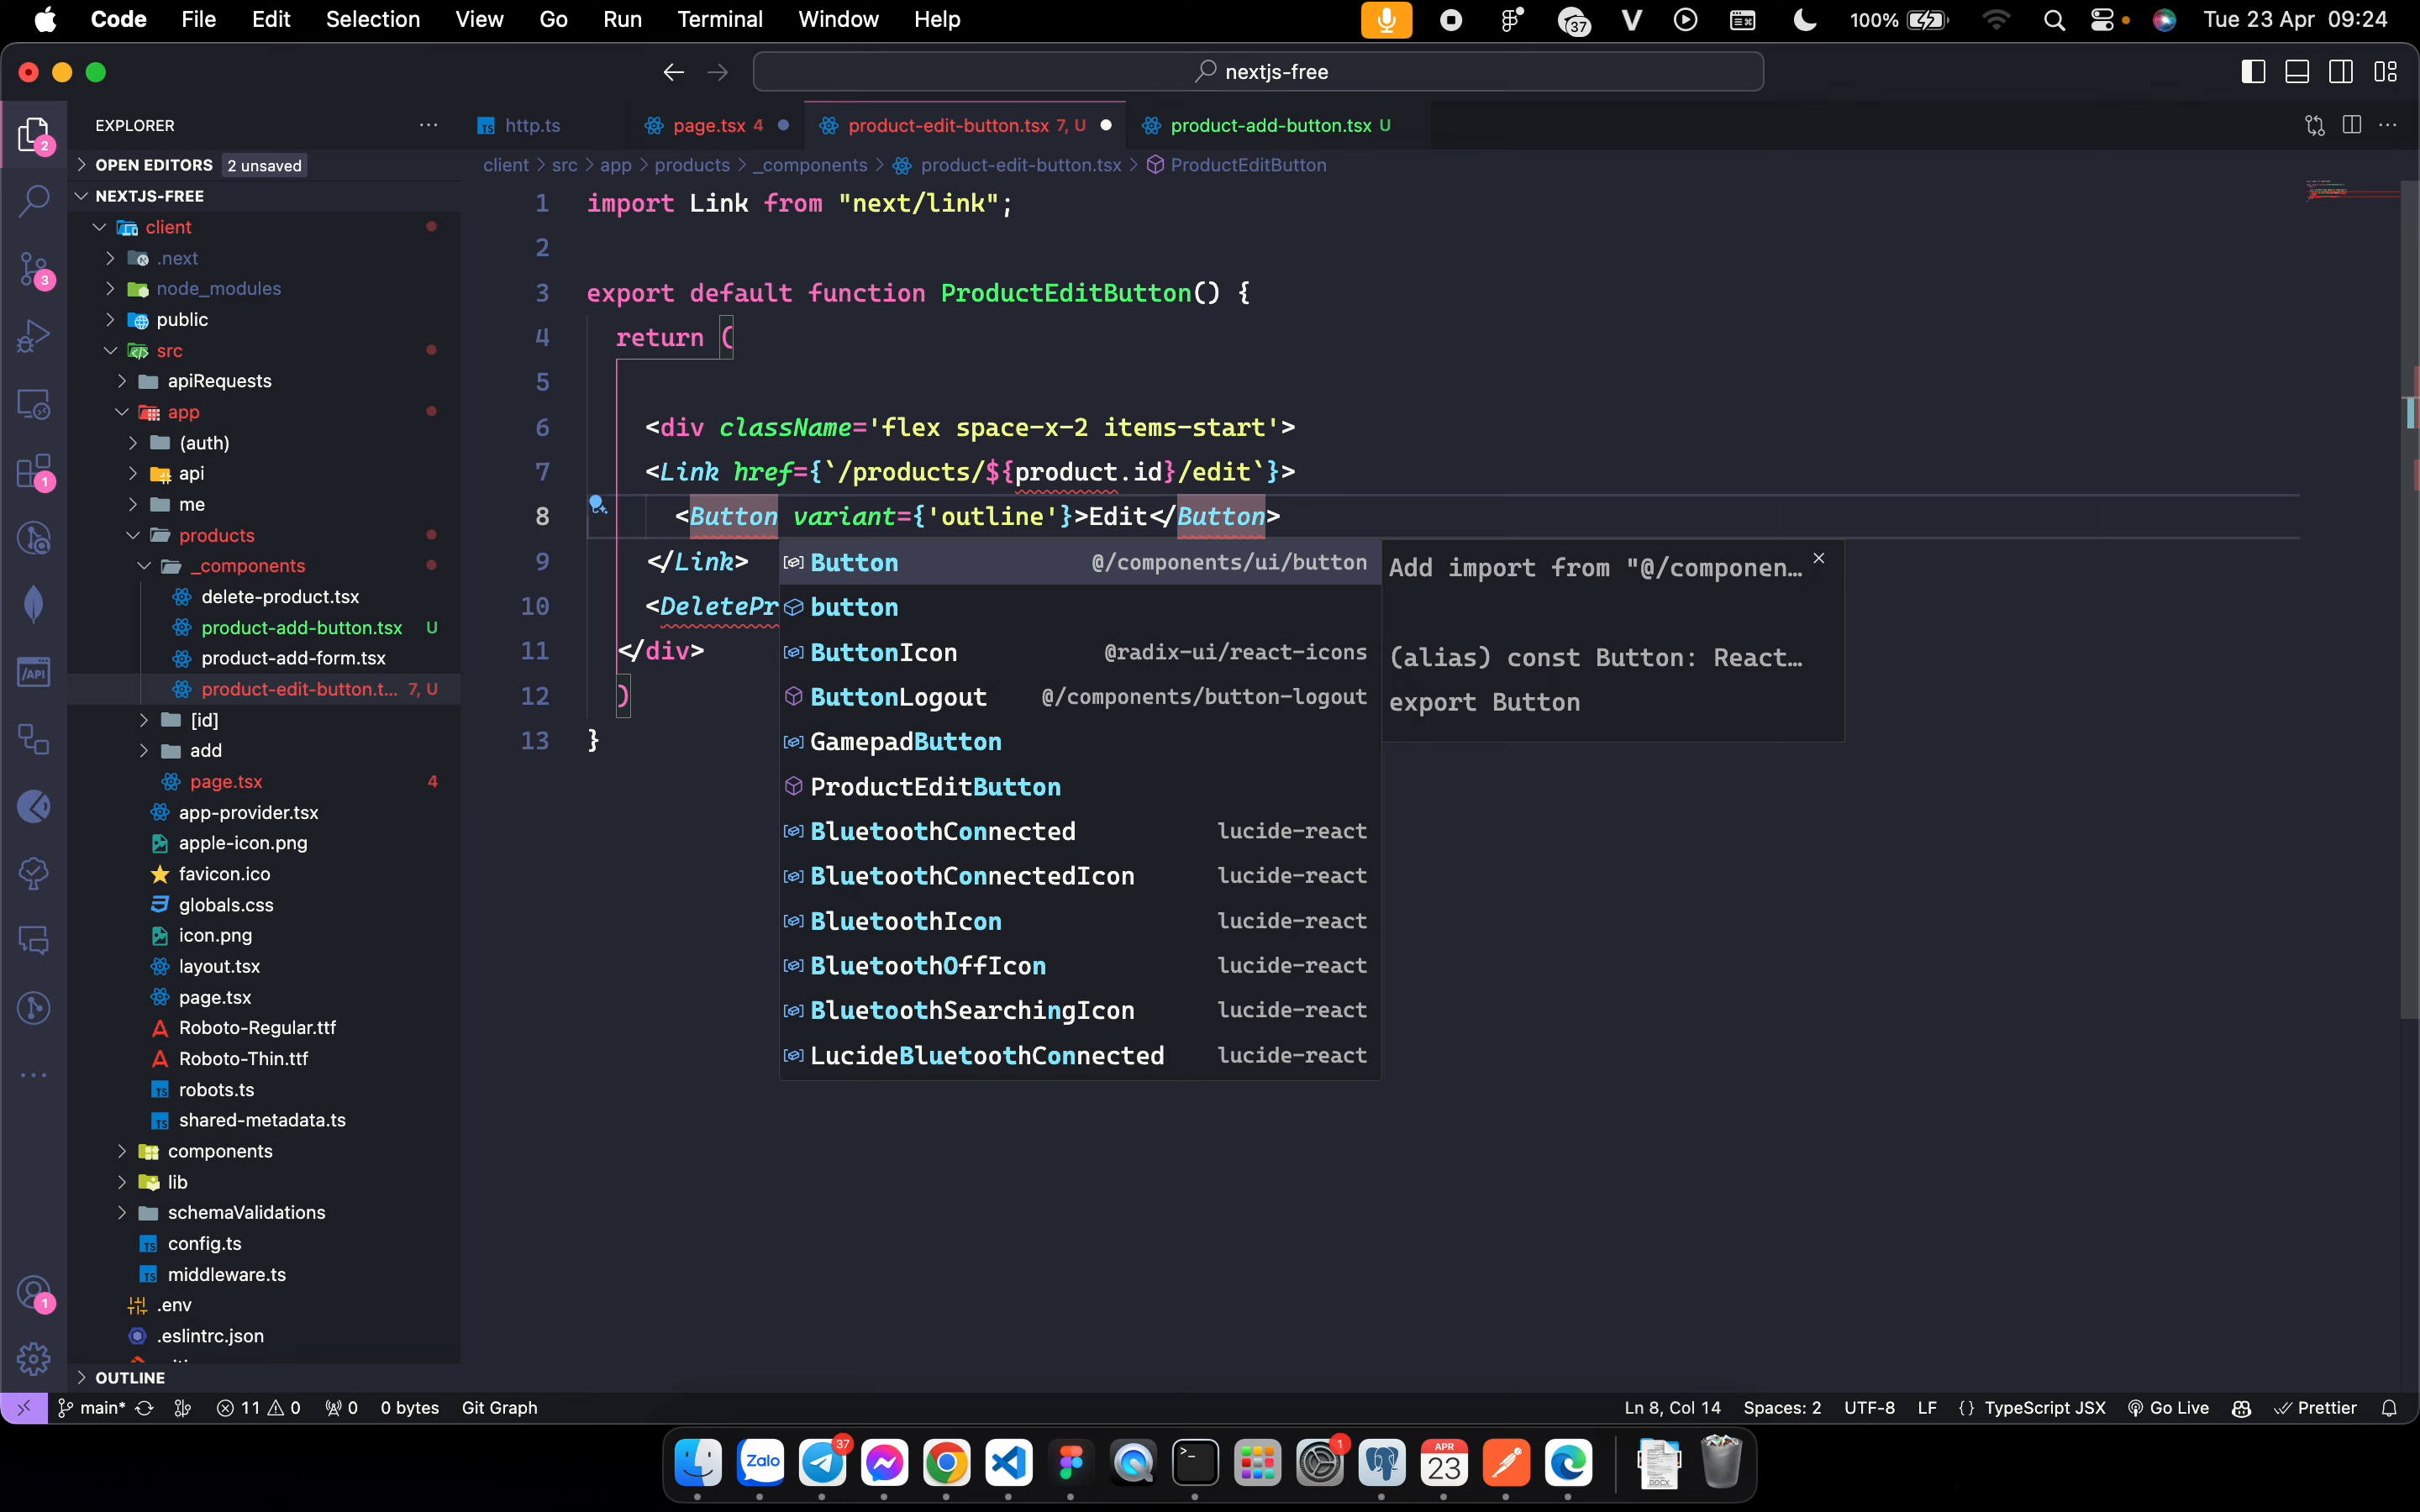 Code File Edit Selection View Go Run Terminal Window Help 37 V 100% Tue 23 Apr 09:24
nextjs-free
EXPLORER
http.ts
page.tsx 4
product-edit-button.tsx 7, U
product-add-button.tsx U
OPEN EDITORS 2 unsaved
client > src > app > products > _components > product-edit-button.tsx > ProductEditButton
NEXTJS-FREE
client
.next
node_modules
public
src
apiRequests
app
(auth)
api
me
products
_components
delete-product.tsx
product-add-button.tsx U
product-add-form.tsx
product-edit-button.t... 7, U
[id]
add
page.tsx 4
app-provider.tsx
apple-icon.png
favicon.ico
globals.css
icon.png
layout.tsx
page.tsx
Roboto-Regular.ttf
Roboto-Thin.ttf
robots.ts
shared-metadata.ts
components
lib
schemaValidations
config.ts
middleware.ts
.env
.eslintrc.json
OUTLINE
2
3
1
/API
1
1 import Link from "next/link";
2
3 export default function ProductEditButton() {
4 return (
5
6 <div className='flex space-x-2 items-start'>
7 <Link href={`/products/${product.id}/edit`}>
8 <Button variant={'outline'}>Edit</Button>
9 </Link>
10 <DeletePr
11 </div>
12 )
13 }
Button @/components/ui/button
button
ButtonIcon @radix-ui/react-icons
ButtonLogout @/components/button-logout
GamepadButton
ProductEditButton
BluetoothConnected lucide-react
BluetoothConnectedIcon lucide-react
BluetoothIcon lucide-react
BluetoothOffIcon lucide-react
BluetoothSearchingIcon lucide-react
LucideBluetoothConnected lucide-react
Add import from "@/componen...
(alias) const Button: React...
export Button
main* 11 0 0 0 bytes Git Graph Ln 8, Col 14 Spaces: 2 UTF-8 LF {} TypeScript JSX Go Live Prettier
Zalo
37
1
APR
23
DOCX